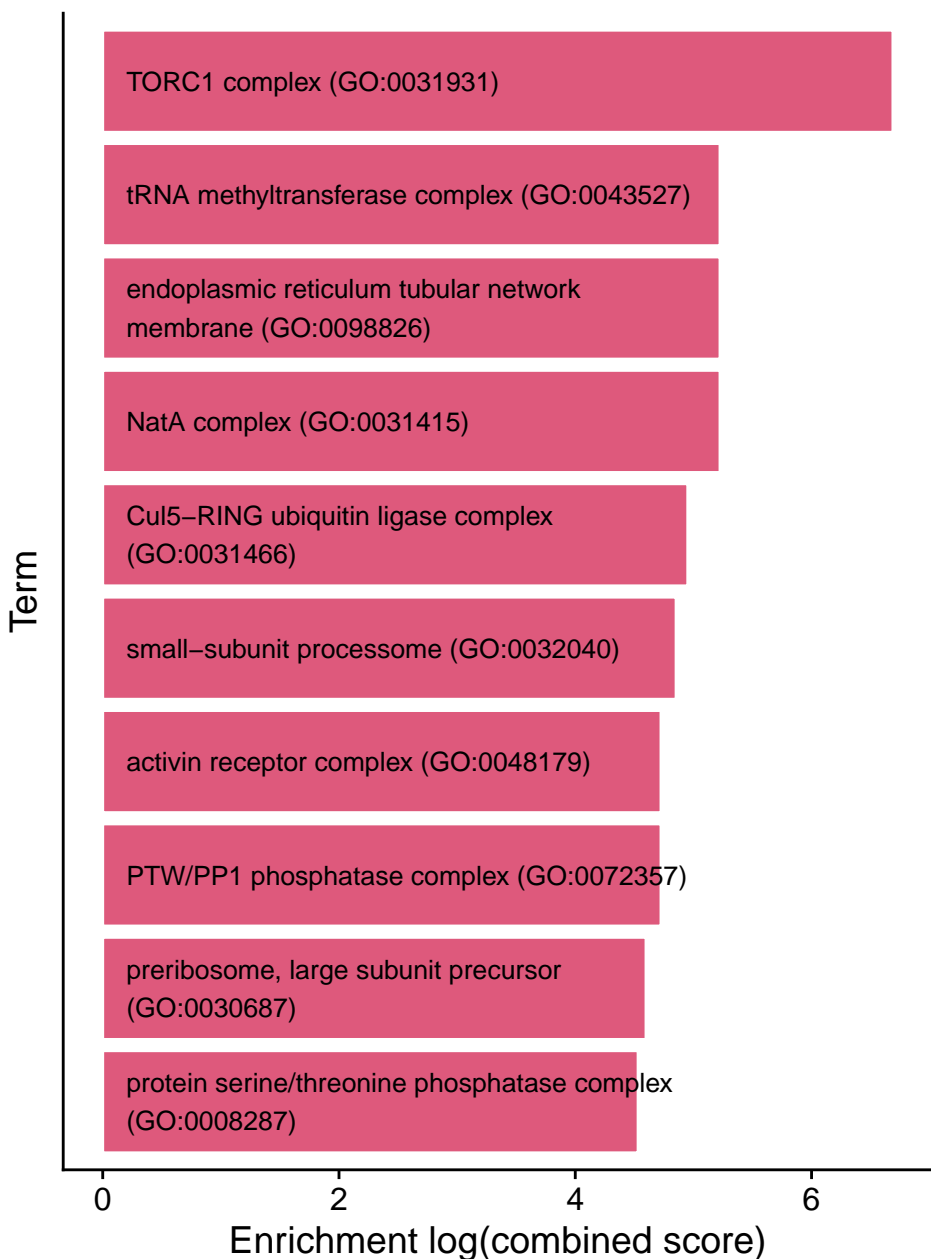 TORC1 complex (GO:0031931)
tRNA methyltransferase complex (GO:0043527)
endoplasmic reticulum tubular network
membrane (GO:0098826)
NatA complex (GO:0031415)
Cul5−RING ubiquitin ligase complex
(GO:0031466)
small−subunit processome (GO:0032040)
activin receptor complex (GO:0048179)
PTW/PP1 phosphatase complex (GO:0072357)
preribosome, large subunit precursor
(GO:0030687)
protein serine/threonine phosphatase complex
(GO:0008287)
Term
0 2 4 6
Enrichment log(combined score)